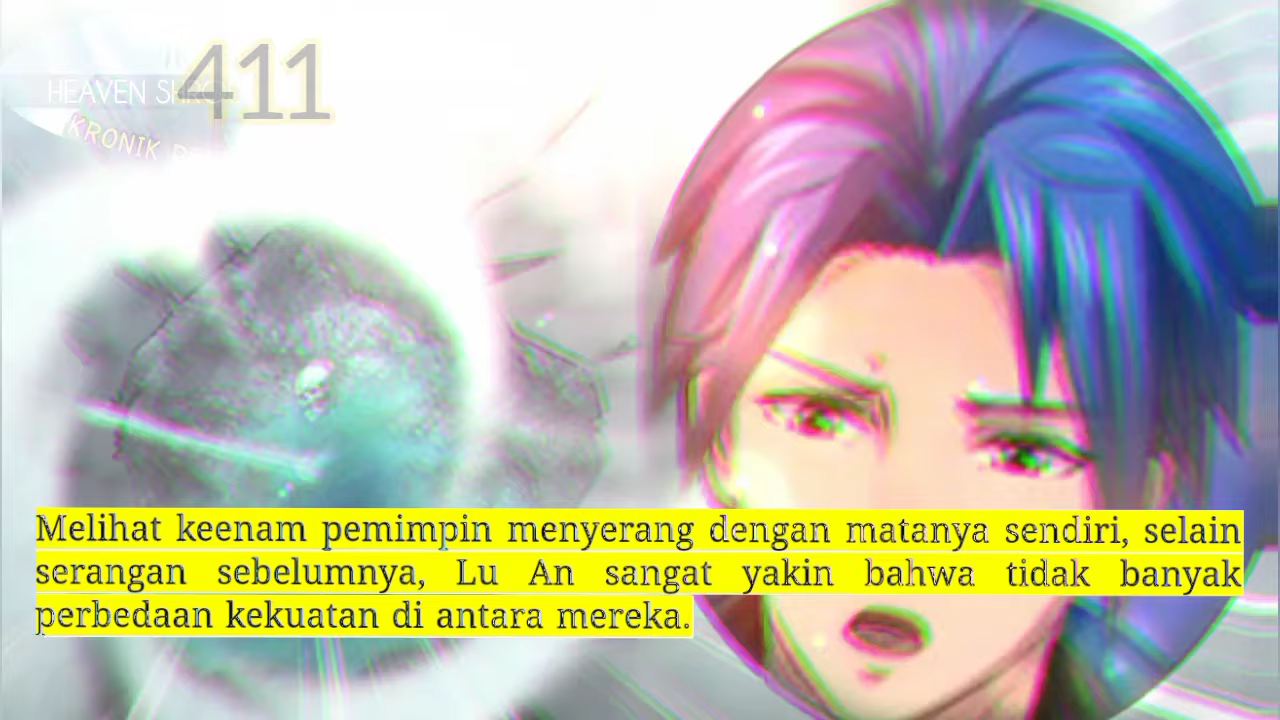 411
HEAVEN
KRONIK
Melihat keenam pemimpin menyerang dengan matanya sendiri, selain
serangan sebelumnya, Lu An sangat yakin bahwa tidak banyak
perbedaan kekuatan di antara mereka.